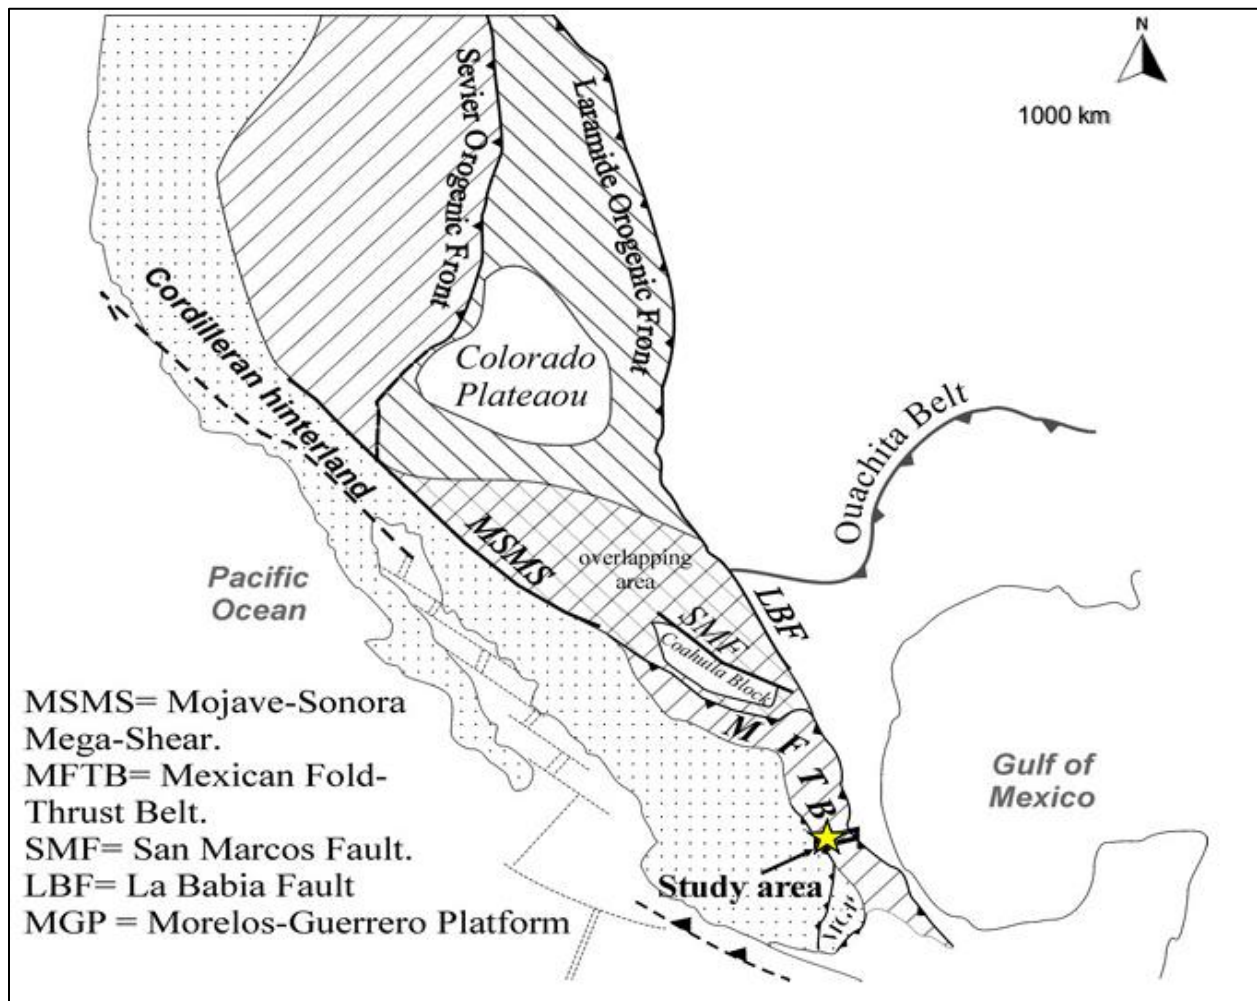 N
1000 km
Sevier Orogenic Front
Laramide Orogenic Front
Colorado
Plateaou
Cordilleran hinterland
Ouachita Belt
MSMS
overlapping
area
LBF
SMF
Coahuila Block
Pacific
Ocean
MFTB
Gulf of
Mexico
Study area
MGP
MSMS= Mojave-Sonora
Mega-Shear.
MFTB= Mexican Fold-
Thrust Belt.
SMF= San Marcos Fault.
LBF= La Babia Fault
MGP = Morelos-Guerrero Platform